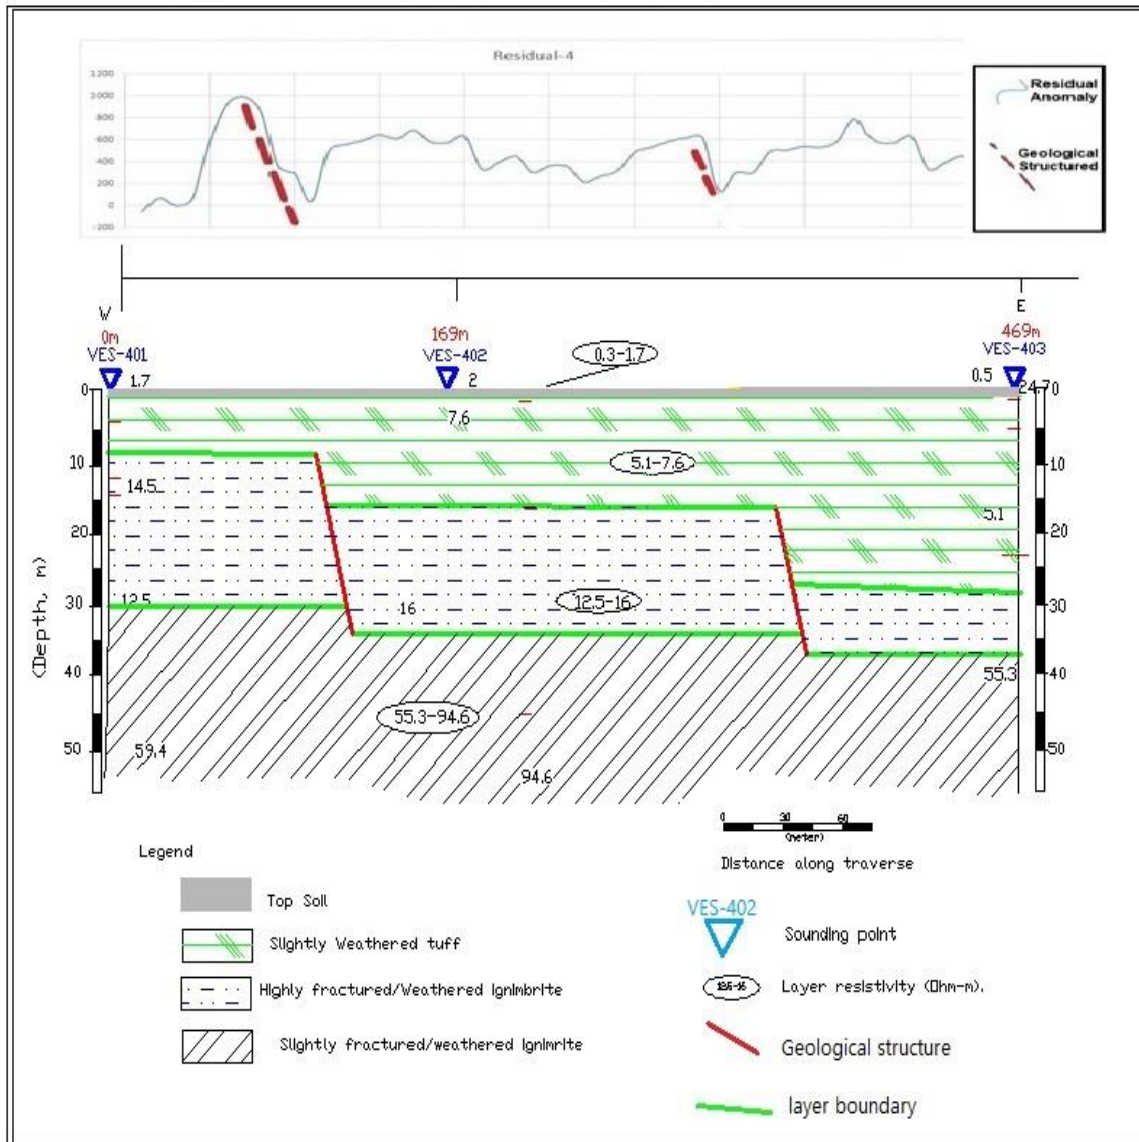 Residual-4
1200
1000
800
600
400
200
0
-200
Residual
Anomaly
Geological
Structured
W
E
0m
169m
469m
VES-401
VES-402
VES-403
0.3-1.7
1.7
2
0.5
24.7
0
0
7.6
5.1-7.6
10
10
14.5
5.1
20
20
12.5
16
12.5-16
30
30
40
40
55.3
55.3-94.6
50
50
59.4
94.6
(Depth, m)
0 30 60
(meter)
Distance along traverse
Legend
Top Soil
Slightly Weathered tuff
Highly fractured/Weathered ignimbrite
Slightly fractured/weathered ignimrite
VES-402
Sounding point
Layer resistivity (Ohm-m).
Geological structure
layer boundary